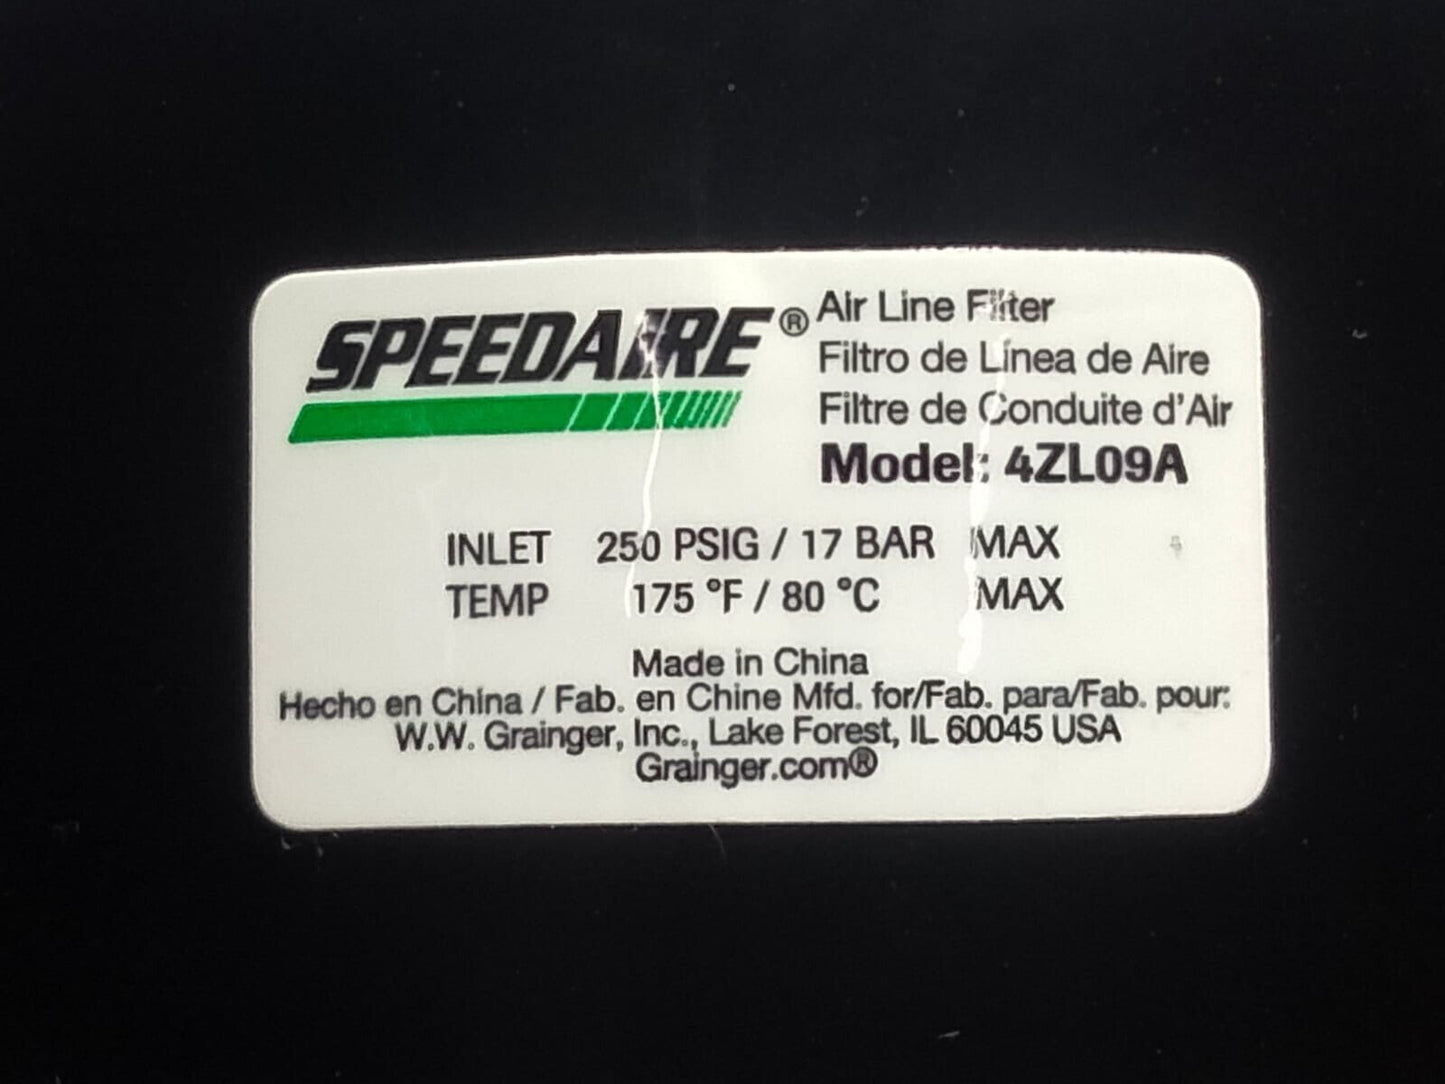 SPEEDAIRE®
Air Line Filter
Filtro de Línea de Aire
Filtre de Conduite d'Air
Model: 4ZL09A
INLET 250 PSIG / 17 BAR MAX
TEMP 175 °F / 80 °C MAX
Made in China
Hecho en China / Fab. en Chine Mfd. for/Fab. para/Fab. pour:
W.W. Grainger, Inc., Lake Forest, IL 60045 USA
Grainger.com®